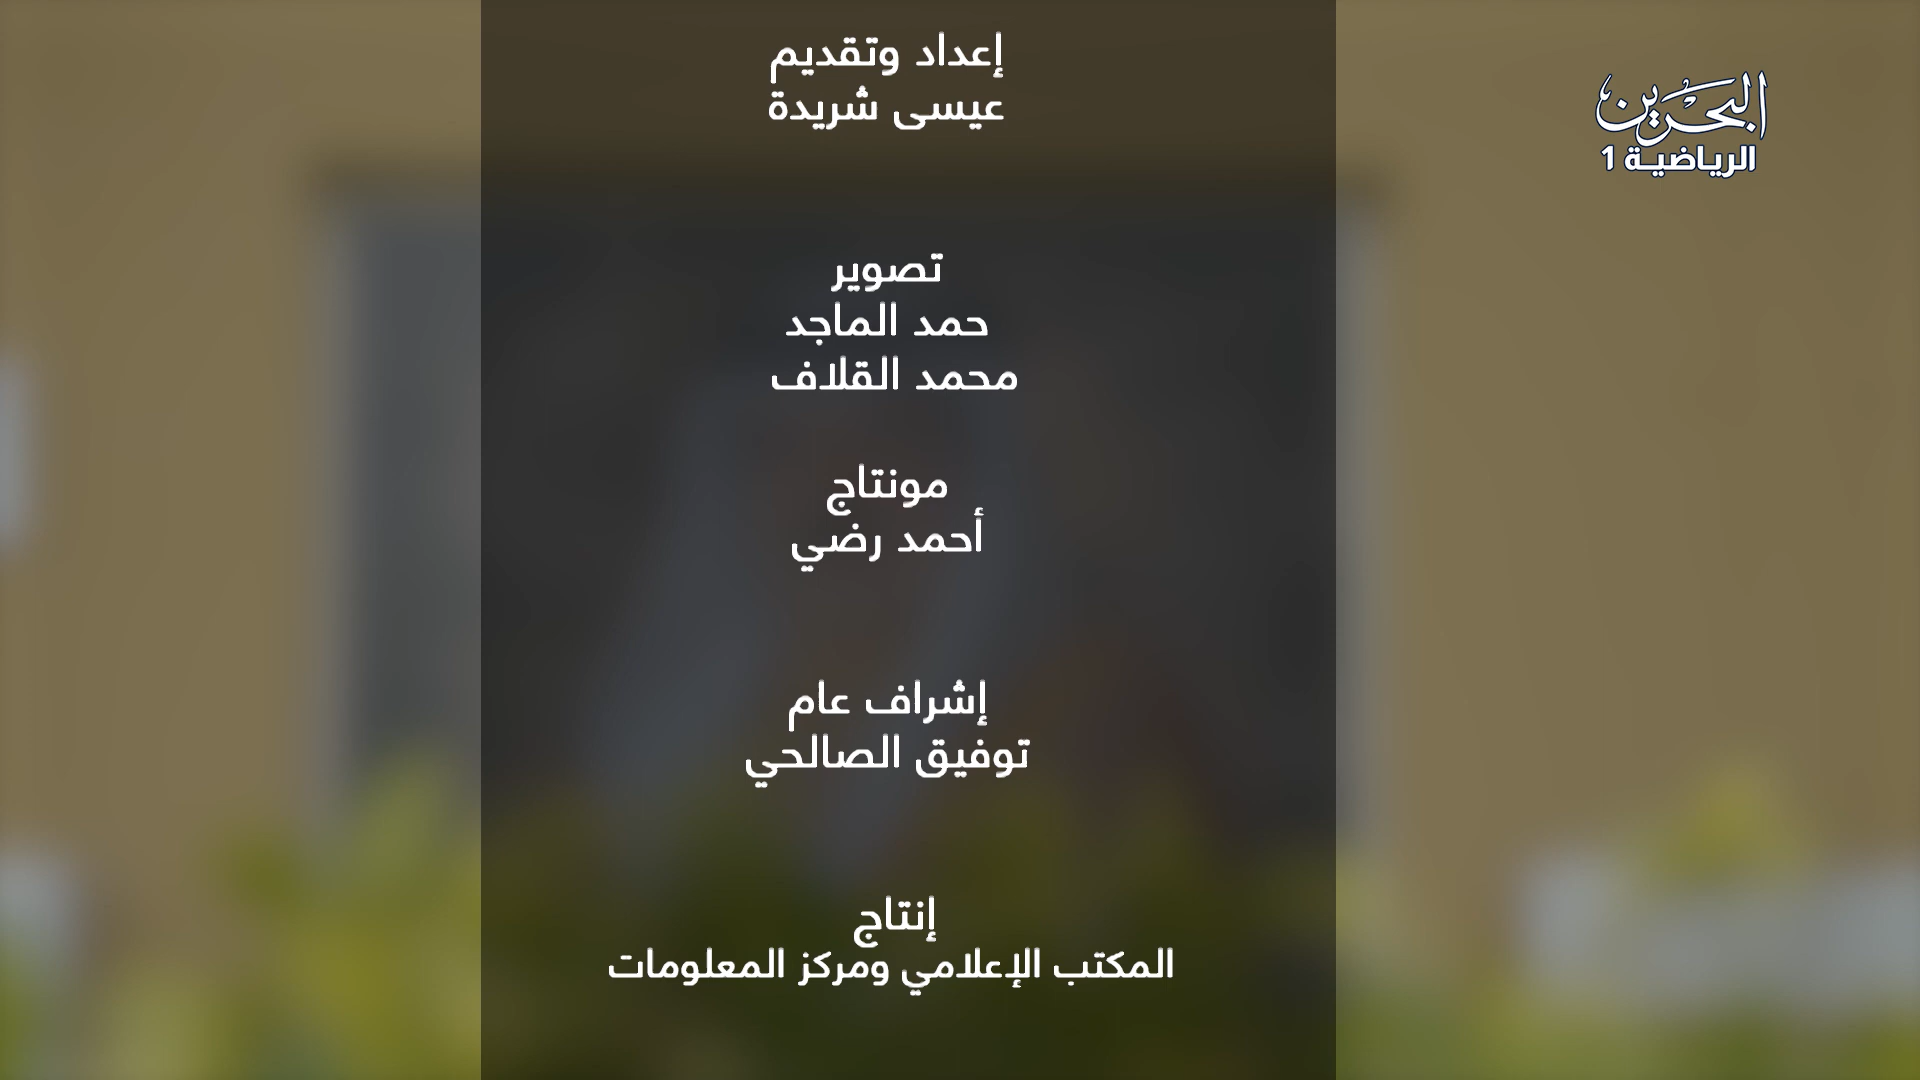 إعداد وتقديم
عيسى شريدة
تصوير
حمد الماجد
محمد القلاف
مونتاج
أحمد رضي
إشراف عام
توفيق الصالحي
إنتاج
المكتب الإعلامي ومركز المعلومات
البحرين
الرياضية 1